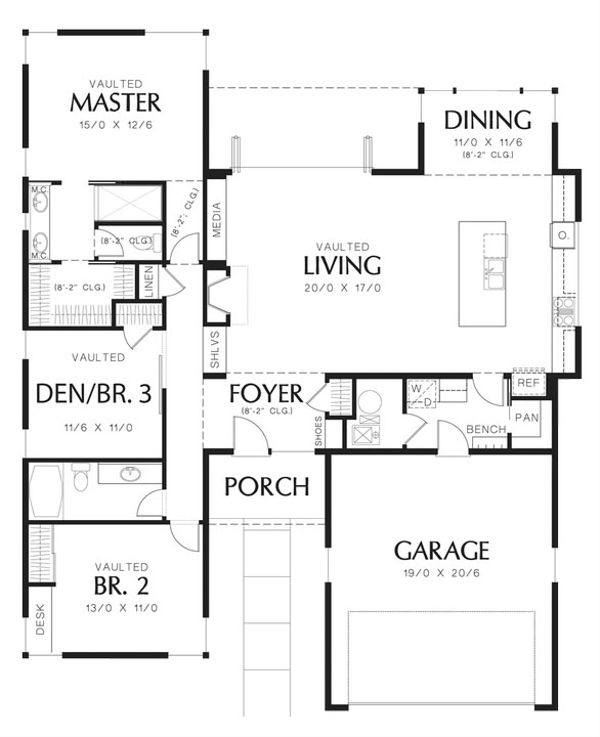 VAULTED
MASTER
15/0 X 12/6
DINING
11/0 X 11/6
(8'-2" CLG.)
M.C.
M.C.
(8'-2" CLG.)
(8'-2" CLG.)
MEDIA
VAULTED
LIVING
20/0 X 17/0
O.
(8'-2" CLG.)
LINEN
SHLVS
VAULTED
DEN/BR. 3
11/6 X 11/0
FOYER
(8'-2" CLG.)
SHOES
W
D
REF
PAN
BENCH
PORCH
GARAGE
19/0 X 20/6
VAULTED
BR. 2
13/0 X 11/0
DESK